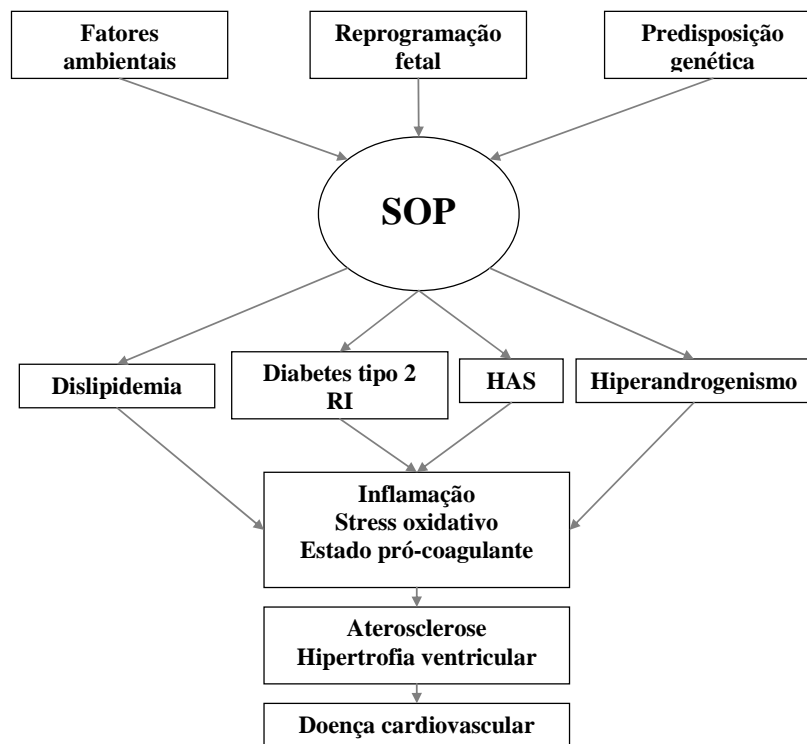 Fatores
ambientais
Reprogramação
fetal
Predisposição
genética
SOP
Dislipidemia
Diabetes tipo 2
RI
HAS
Hiperandrogenismo
Inflamação
Stress oxidativo
Estado pró-coagulante
Aterosclerose
Hipertrofia ventricular
Doença cardiovascular